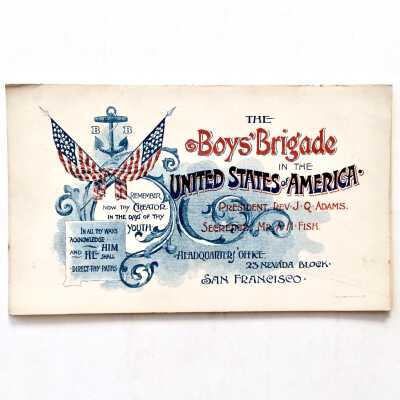 B B
REMEMBER
NOW THY CREATOR
IN THE DAYS OF THY
YOUTH
IN ALL THY WAYS
ACKNOWLEDGE
HIM
AND HE SHALL
DIRECT THY PATHS
THE
Boys' Brigade
IN THE
UNITED STATES of AMERICA.
PRESIDENT, REV. J. Q. ADAMS.
SECRETARY, MR. A. A. FISH.
HEADQUARTERS' OFFICE.
23 NEVADA BLOCK.
SAN FRANCISCO.